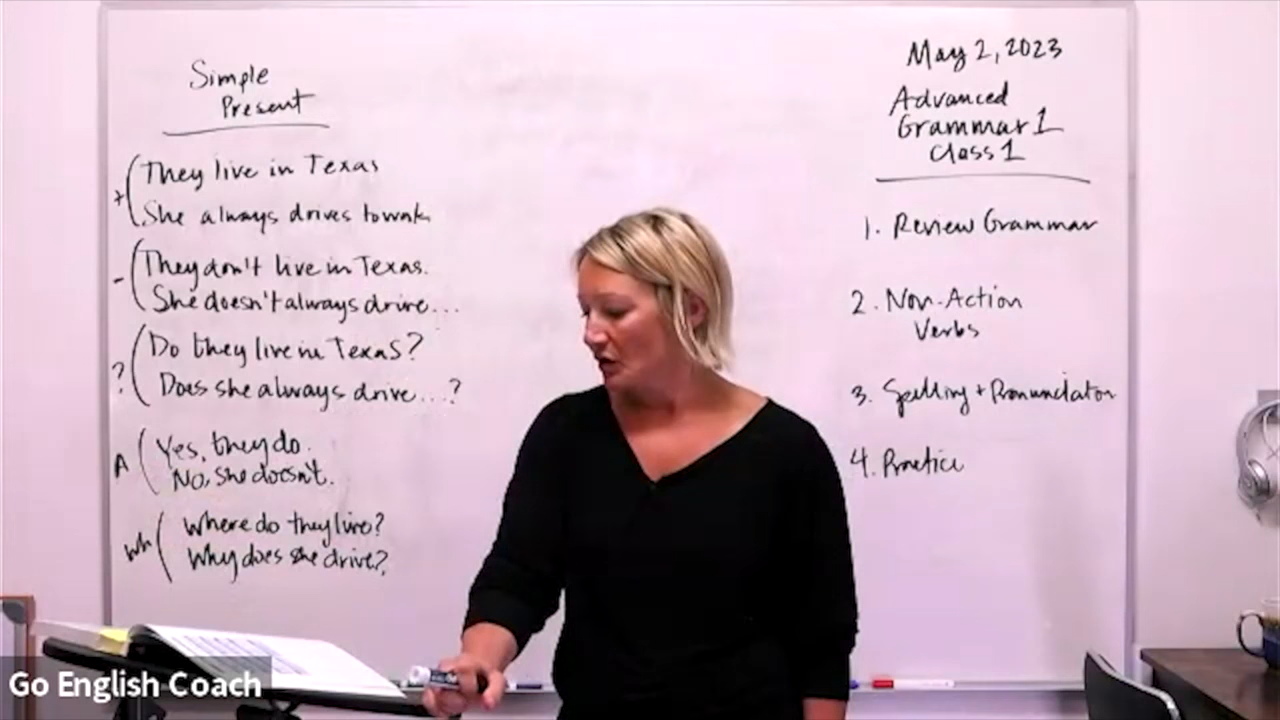 Simple
Present
+
They live in Texas
She always drives to work
-
They don't live in Texas.
She doesn't always drive...
?
Do they live in Texas?
Does she always drive....?
A
Yes, they do.
No, she doesn't.
Wh
Where do they live?
Why does she drive?
May 2, 2023
Advanced
Grammar 1
Class 1
1. Review Grammar
2. Non-Action
Verbs
3. Spelling + Pronunciation
4. Practice
Go English Coach